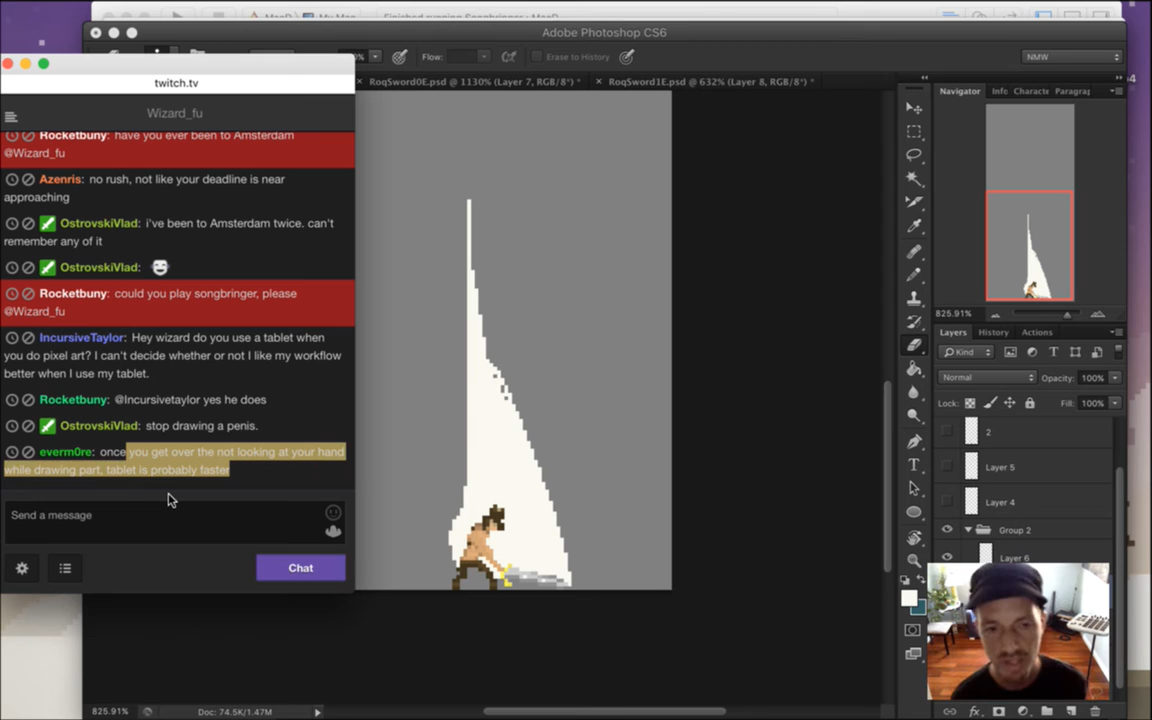 Adobe Photoshop CS6
Flow:
Erase to History
NMW
twitch.tv
RoqSword0E.psd @ 1130% (Layer 7, RGB/8*) *
RoqSword1E.psd @ 632% (Layer 8, RGB/8*) *
Navigator
Info
Characte
Paragrap
Wizard_fu
Rocketbuny: have you ever been to Amsterdam
@Wizard_fu
Azenris: no rush, not like your deadline is near
approaching
OstrovskiVlad: i've been to Amsterdam twice. can't
remember any of it
OstrovskiVlad:
Rocketbuny: could you play songbringer, please
@Wizard_fu
IncursiveTaylor: Hey wizard do you use a tablet when
you do pixel art? I can't decide whether or not I like my workflow
better when I use my tablet.
Rocketbuny: @Incursivetaylor yes he does
OstrovskiVlad: stop drawing a penis.
everm0re: once you get over the not looking at your hand
while drawing part, tablet is probably faster
Send a message
Chat
825.91%
Layers
History
Actions
Kind
Normal
Opacity: 100%
Lock:
Fill: 100%
2
Layer 5
Layer 4
Group 2
Layer 6
825.91%
Doc: 74.5K/1.47M